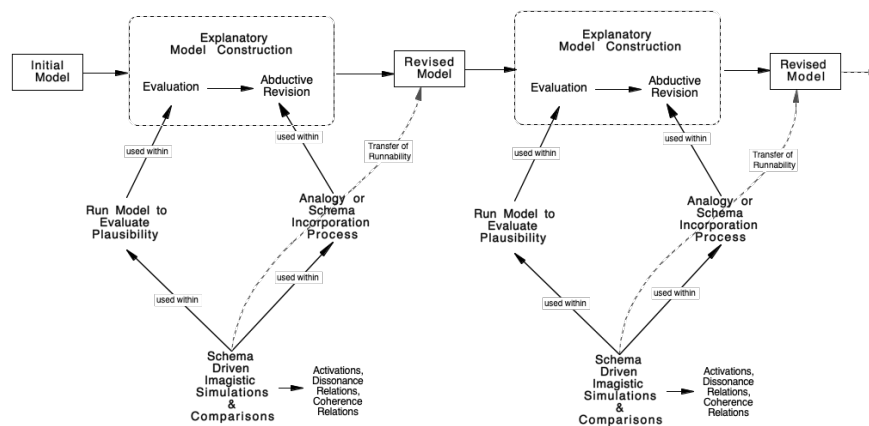 Explanatory
Model Construction
Initial
Model
Evaluation
Abductive
Revision
Revised
Model
used within
used within
Transfer of
Runnability
Run Model to
Evaluate
Plausibility
Analogy or
Schema
Incorporation
Process
used within
used within
Schema
Driven
Imagistic
Simulations
&
Comparisons
Activations,
Dissonance
Relations,
Coherence
Relations
Explanatory
Model Construction
Evaluation
Abductive
Revision
Revised
Model
used within
used within
Transfer of
Runnability
Run Model to
Evaluate
Plausibility
Analogy or
Schema
Incorporation
Process
used within
used within
Schema
Driven
Imagistic
Simulations
&
Comparisons
Activations,
Dissonance
Relations,
Coherence
Relations